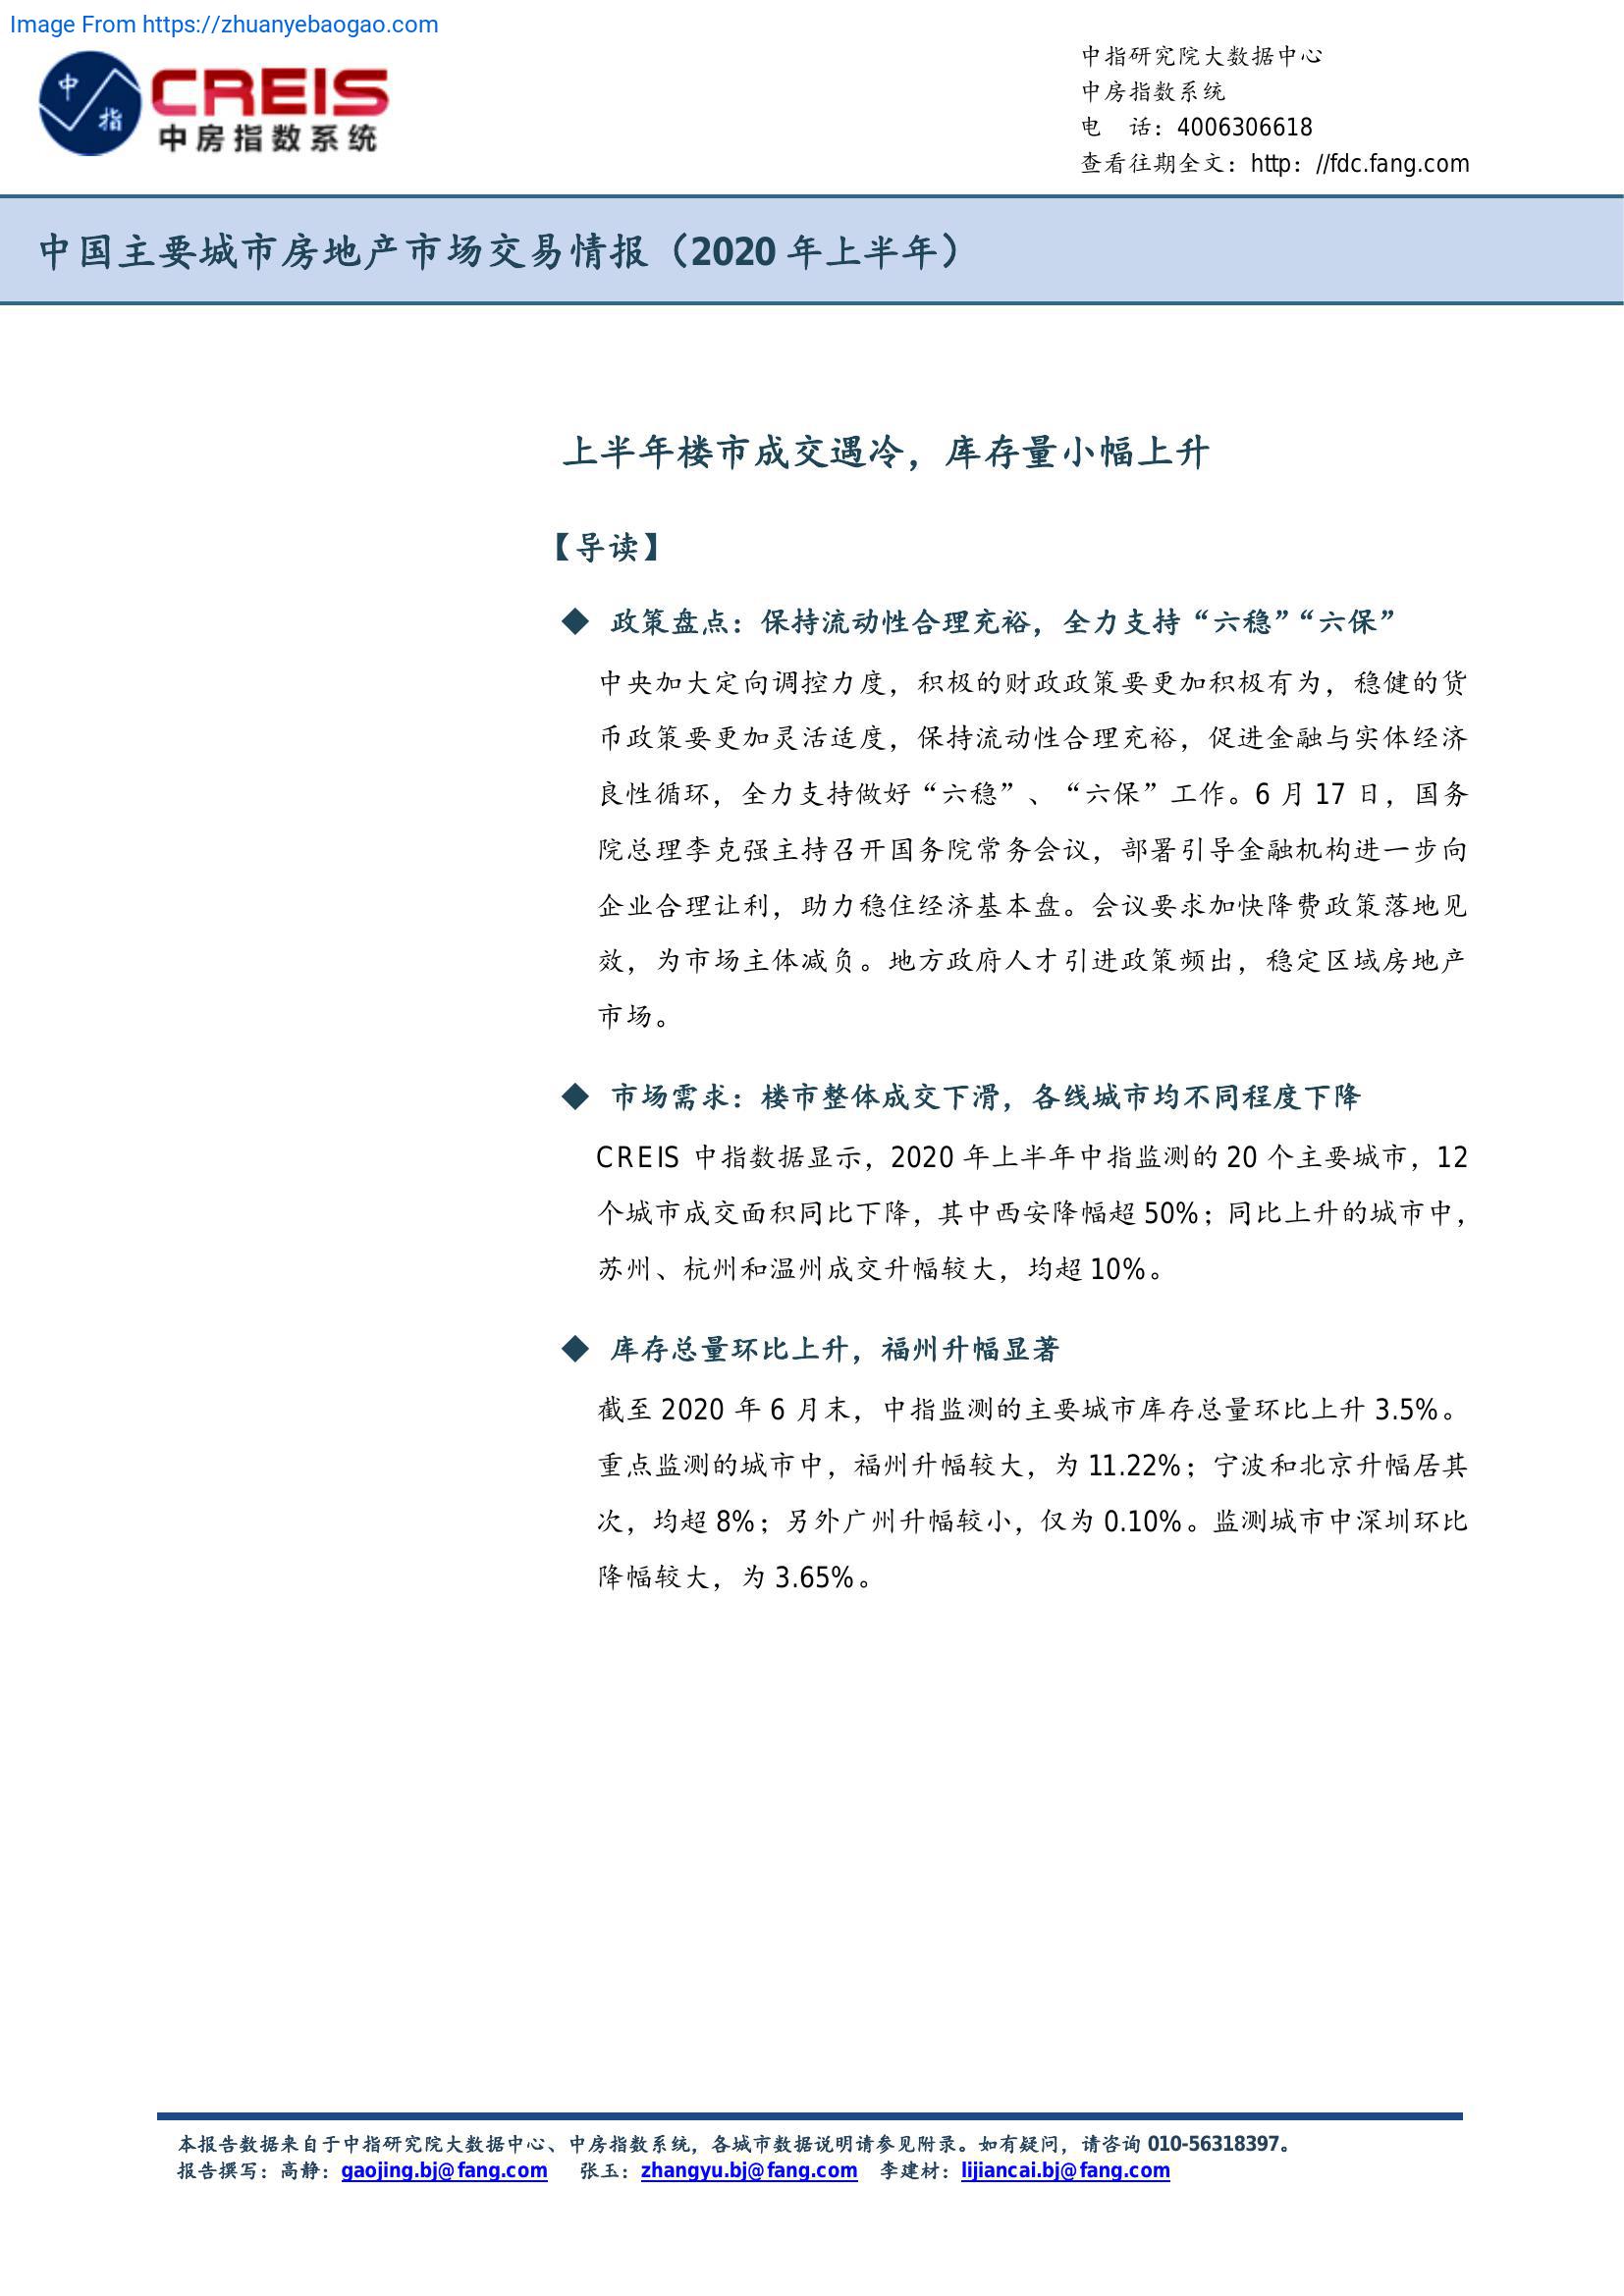 Image From https://zhuanyebaogao.com
中指
CREIS
中房指数系统
中指研究院大数据中心
中房指数系统
电 话：4006306618
查看往期全文：http：//fdc.fang.com
中国主要城市房地产市场交易情报（2020 年上半年）
上半年楼市成交遇冷，库存量小幅上升
【导读】
◆ 政策盘点：保持流动性合理充裕，全力支持“六稳”“六保”
中央加大定向调控力度，积极的财政政策要更加积极有为，稳健的货
币政策要更加灵活适度，保持流动性合理充裕，促进金融与实体经济
良性循环，全力支持做好“六稳”、“六保”工作。6 月 17 日，国务
院总理李克强主持召开国务院常务会议，部署引导金融机构进一步向
企业合理让利，助力稳住经济基本盘。会议要求加快降费政策落地见
效，为市场主体减负。地方政府人才引进政策频出，稳定区域房地产
市场。
◆ 市场需求：楼市整体成交下滑，各线城市均不同程度下降
CREIS 中指数据显示，2020 年上半年中指监测的 20 个主要城市，12
个城市成交面积同比下降，其中西安降幅超 50%；同比上升的城市中，
苏州、杭州和温州成交升幅较大，均超 10%。
◆ 库存总量环比上升，福州升幅显著
截至 2020 年 6 月末，中指监测的主要城市库存总量环比上升 3.5%。
重点监测的城市中，福州升幅较大，为 11.22%；宁波和北京升幅居其
次，均超 8%；另外广州升幅较小，仅为 0.10%。监测城市中深圳环比
降幅较大，为 3.65%。
本报告数据来自于中指研究院大数据中心、中房指数系统，各城市数据说明请参见附录。如有疑问，请咨询 010-56318397。
报告撰写：高静：gaojing.bj@fang.com 张玉：zhangyu.bj@fang.com 李建材：lijiancai.bj@fang.com